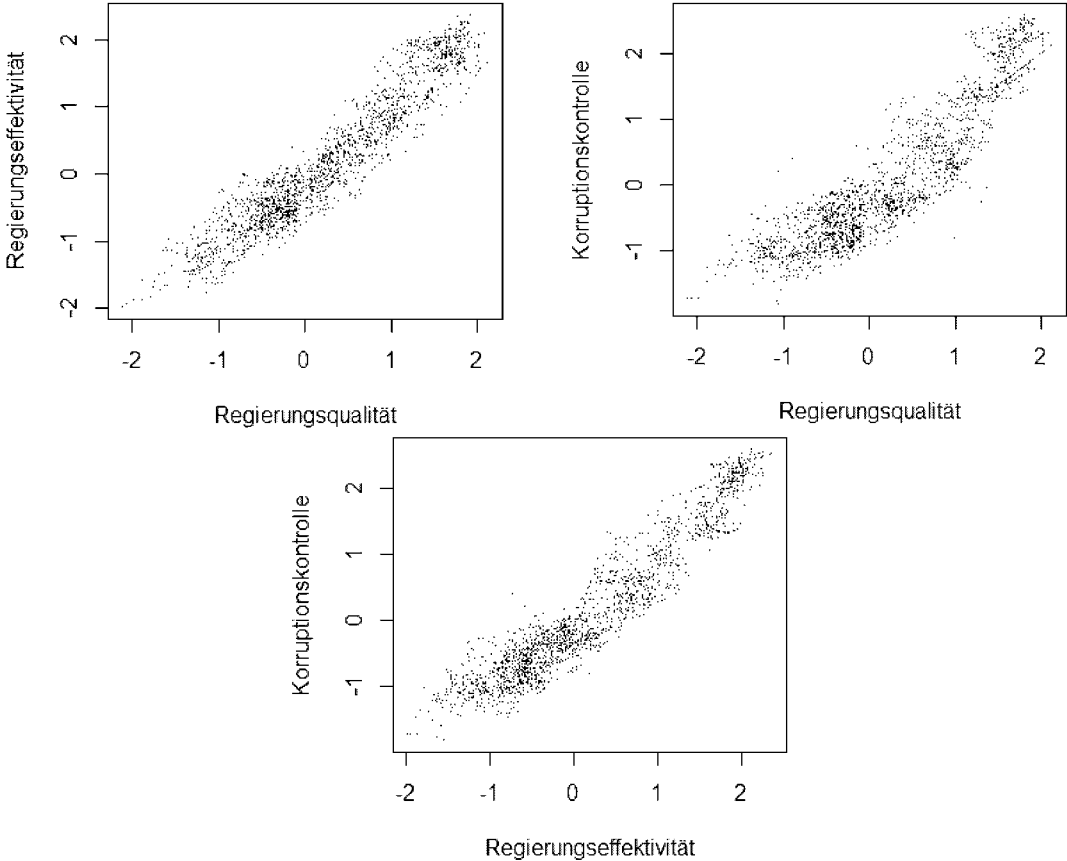 Regierungseffektivität
2
1
0
-1
-2
-2 -1 0 1 2
Regierungsqualität
Korruptionskontrolle
2
1
0
-1
-2 -1 0 1 2
Regierungsqualität
Korruptionskontrolle
2
1
0
-1
-2 -1 0 1 2
Regierungseffektivität